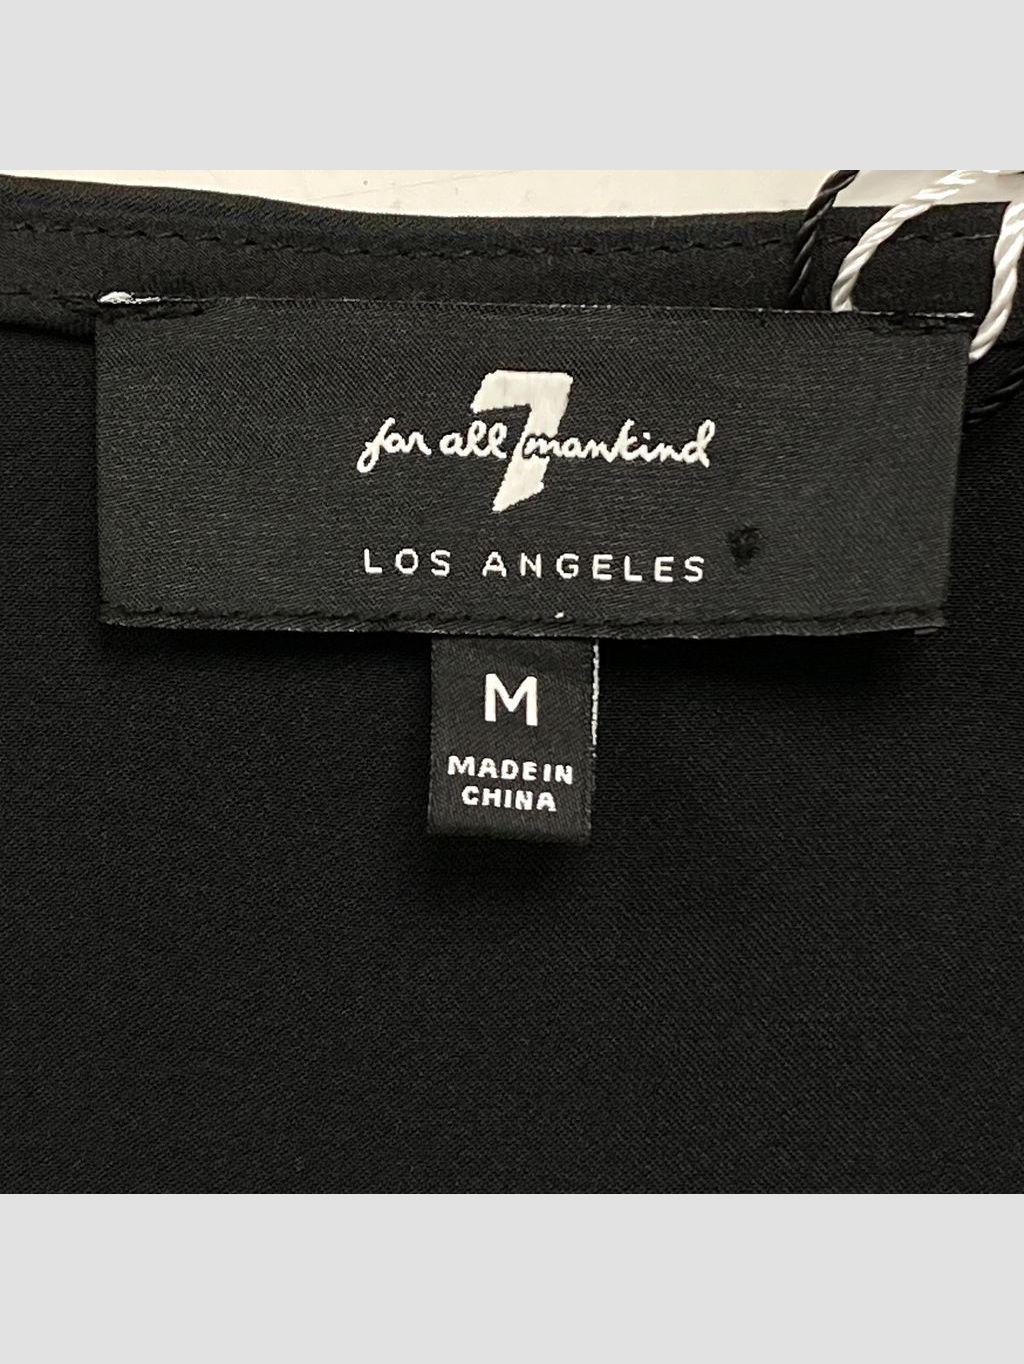 7
for all mankind
LOS ANGELES
M
MADE IN
CHINA